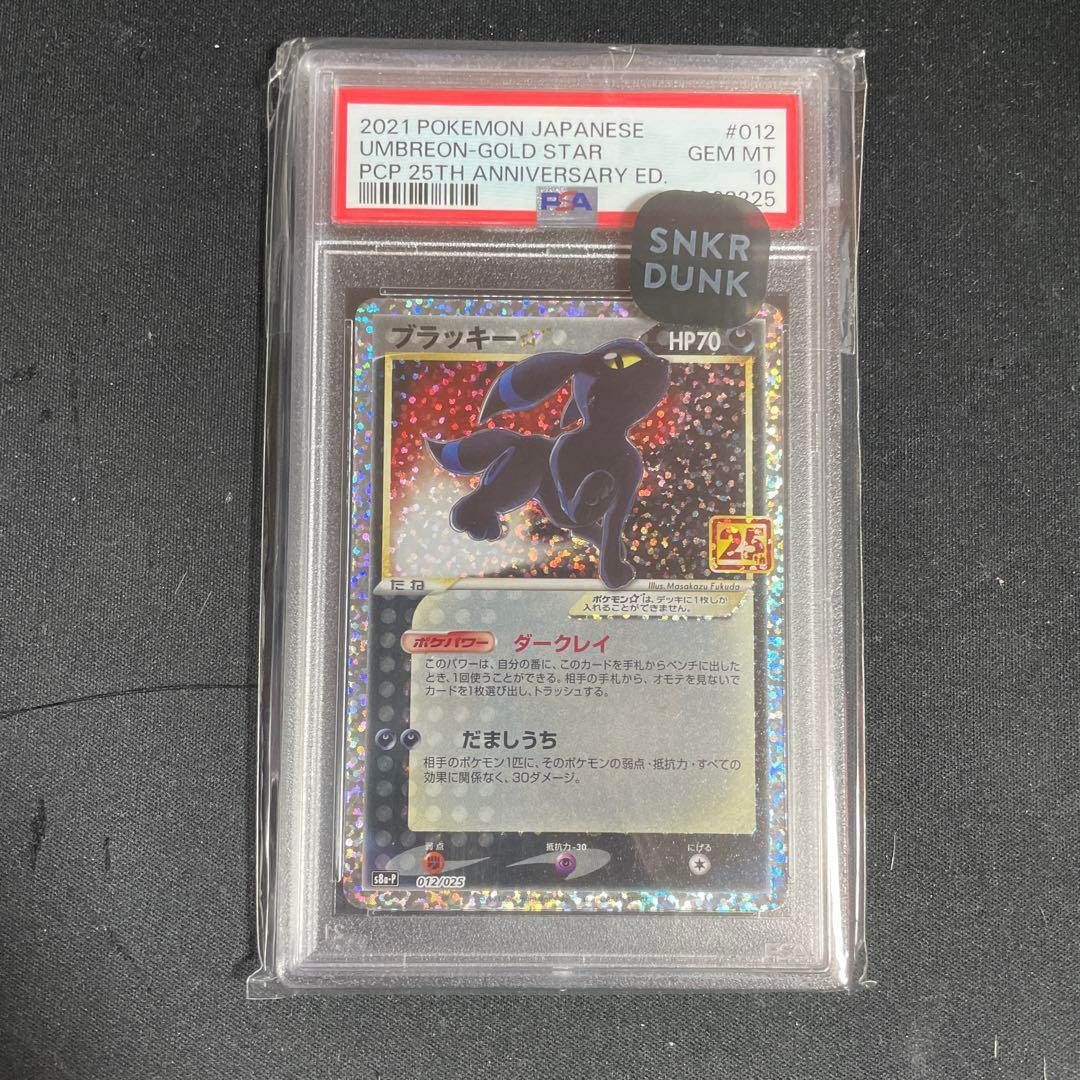 2021 POKEMON JAPANESE #012
UMBREON-GOLD STAR GEM MT
PCP 25TH ANNIVERSARY ED. 10
PSA
SNKR
DUNK
ブラッキー☆ HP70
25
たね
Illus. Masakazu Fukuda
ポケモン☆は、デッキに1枚しか
入れることができません。
ポケパワー ダークレイ
このパワーは、自分の番に、このカードを手札からベンチに出した
とき、1回使うことができる。相手の手札から、オモテを見ないで
カードを1枚選び出し、トラッシュする。
だましうち
相手のポケモン1匹に、そのポケモンの弱点・抵抗力・すべての
効果に関係なく、30ダメージ。
弱点 抵抗力 -30 にげる
s8a-P 012/025